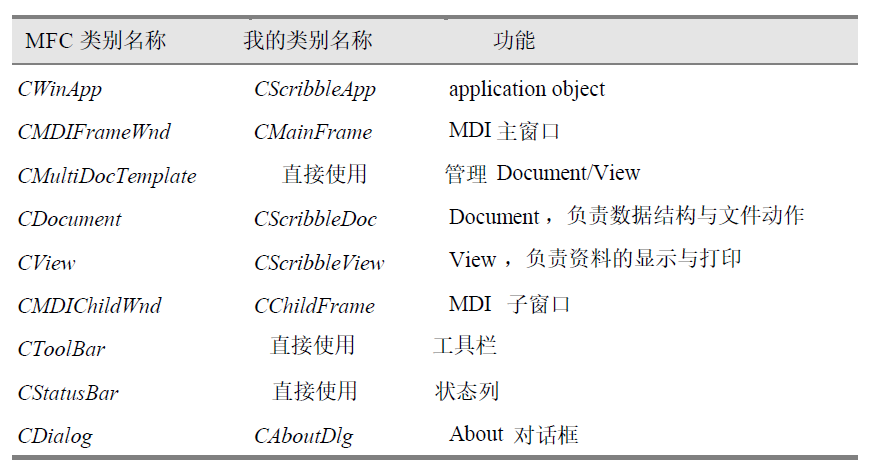 MFC 类别名称 我的类别名称 功能
CWinApp CScribbleApp application object
CMDIFrameWnd CMainFrame MDI 主窗口
CMultiDocTemplate 直接使用 管理 Document/View
CDocument CScribbleDoc Document，负责数据结构与文件动作
CView CScribbleView View，负责资料的显示与打印
CMDIChildWnd CChildFrame MDI 子窗口
CToolBar 直接使用 工具栏
CStatusBar 直接使用 状态列
CDialog CAboutDlg About 对话框